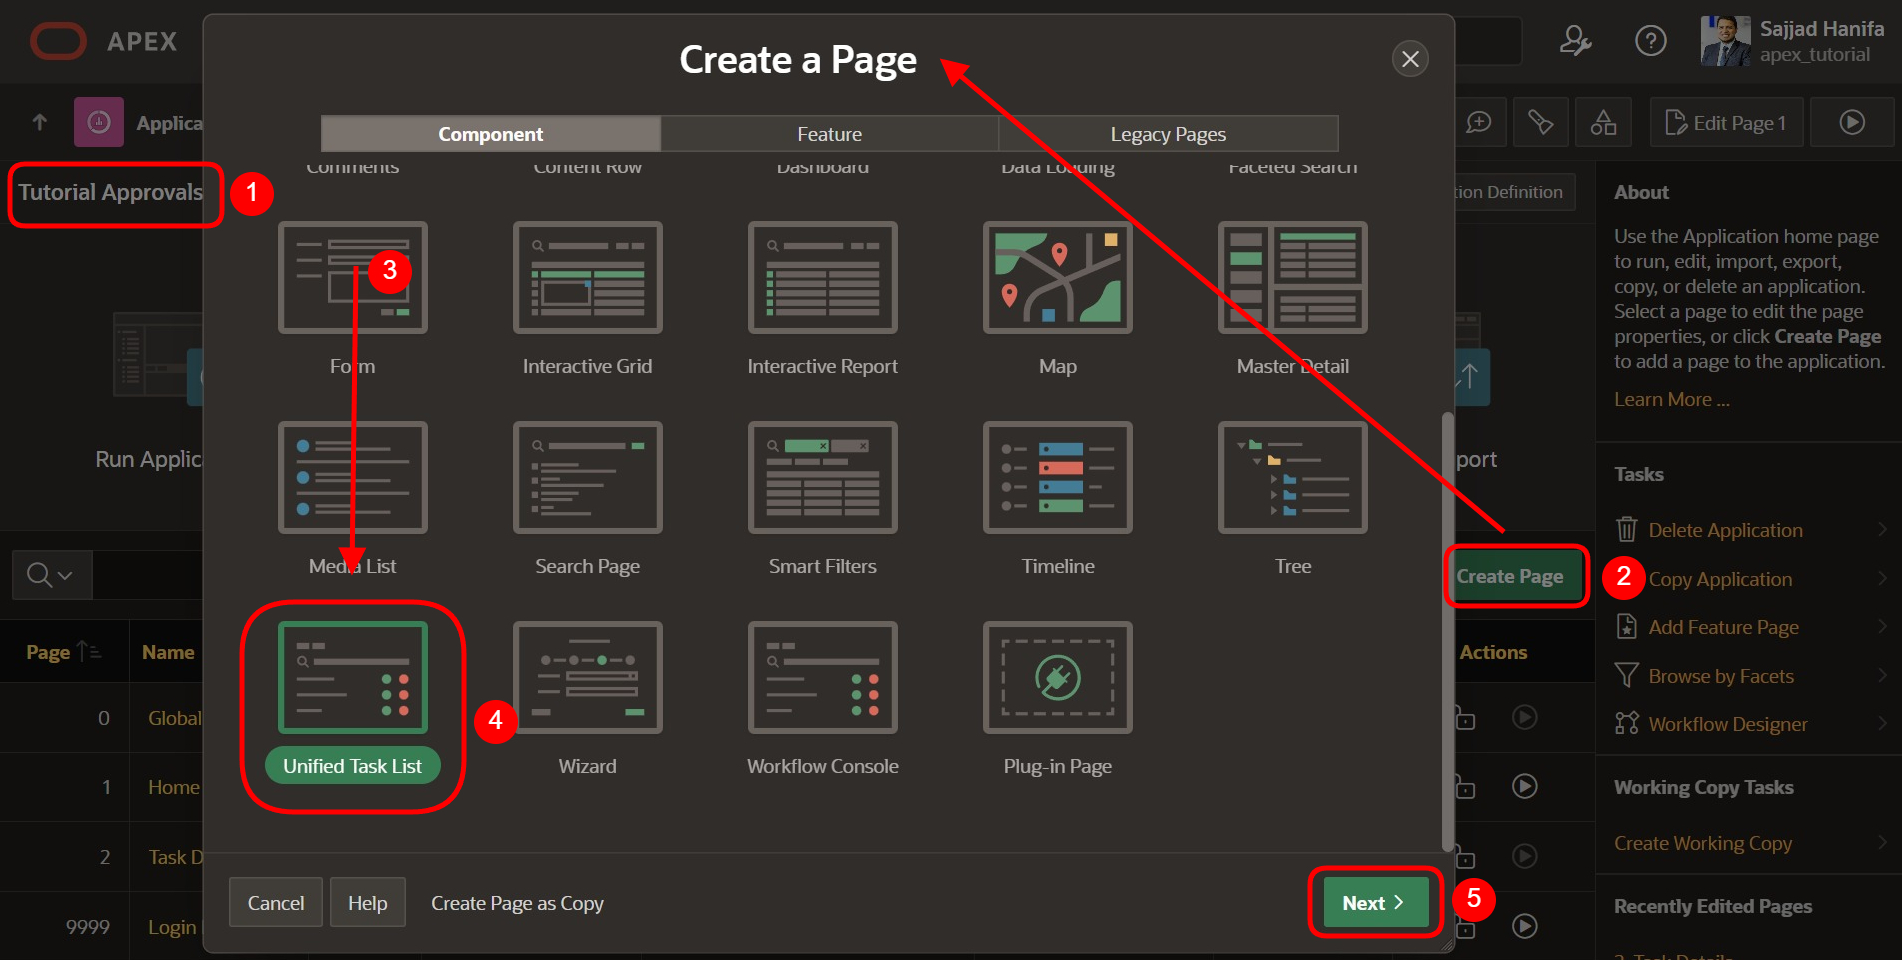 APEX
Create a Page
Sajjad Hanifa
apex_tutorial
Applica
Component
Feature
Legacy Pages
Edit Page 1
Tutorial Approvals
1
Comments
Content Row
Dashboard
Data Loading
Faceted Search
tion Definition
About
Use the Application home page
to run, edit, import, export,
copy, or delete an application.
Select a page to edit the page
properties, or click Create Page
to add a page to the application.
Learn More ...
3
Form
Interactive Grid
Interactive Report
Map
Master Detail
Run Applic
port
Tasks
Delete Application
Media List
Search Page
Smart Filters
Timeline
Tree
Create Page
2
Copy Application
Add Feature Page
Page
Name
Actions
Browse by Facets
0
Global
4
Workflow Designer
Unified Task List
Wizard
Workflow Console
Plug-in Page
1
Home
Working Copy Tasks
2
Task D
Create Working Copy
Cancel
Help
Create Page as Copy
Next
5
9999
Login
Recently Edited Pages
2. Task Details